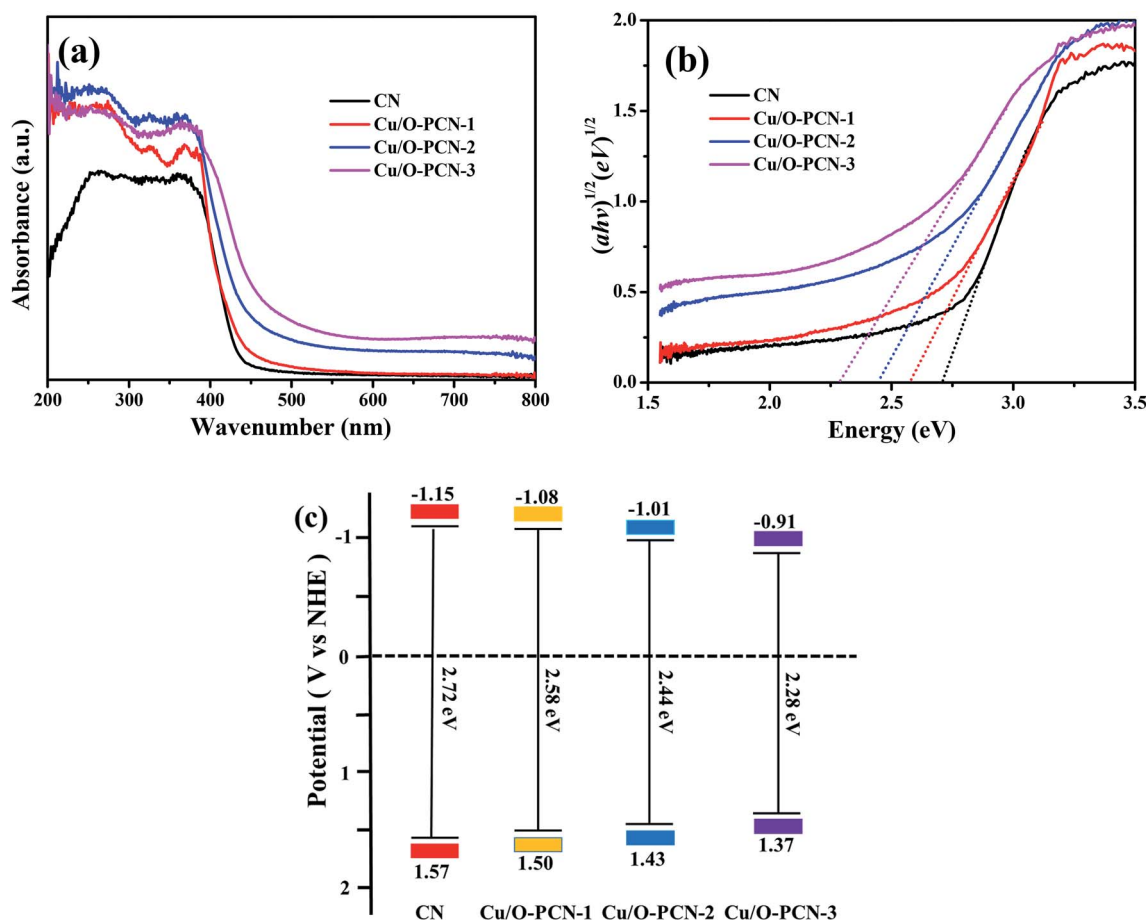 (a)
CN
Cu/O-PCN-1
Cu/O-PCN-2
Cu/O-PCN-3
Absorbance (a.u.)
200 300 400 500 600 700 800
Wavenumber (nm)
(b)
CN
Cu/O-PCN-1
Cu/O-PCN-2
Cu/O-PCN-3
(ahv)^1/2 (eV)^1/2
2.0
1.5
1.0
0.5
0.0
1.5 2.0 2.5 3.0 3.5
Energy (eV)
(c)
Potential ( V vs NHE )
-1
0
1
2
-1.15 -1.08 -1.01 -0.91
2.72 eV 2.58 eV 2.44 eV 2.28 eV
1.57 1.50 1.43 1.37
CN Cu/O-PCN-1 Cu/O-PCN-2 Cu/O-PCN-3